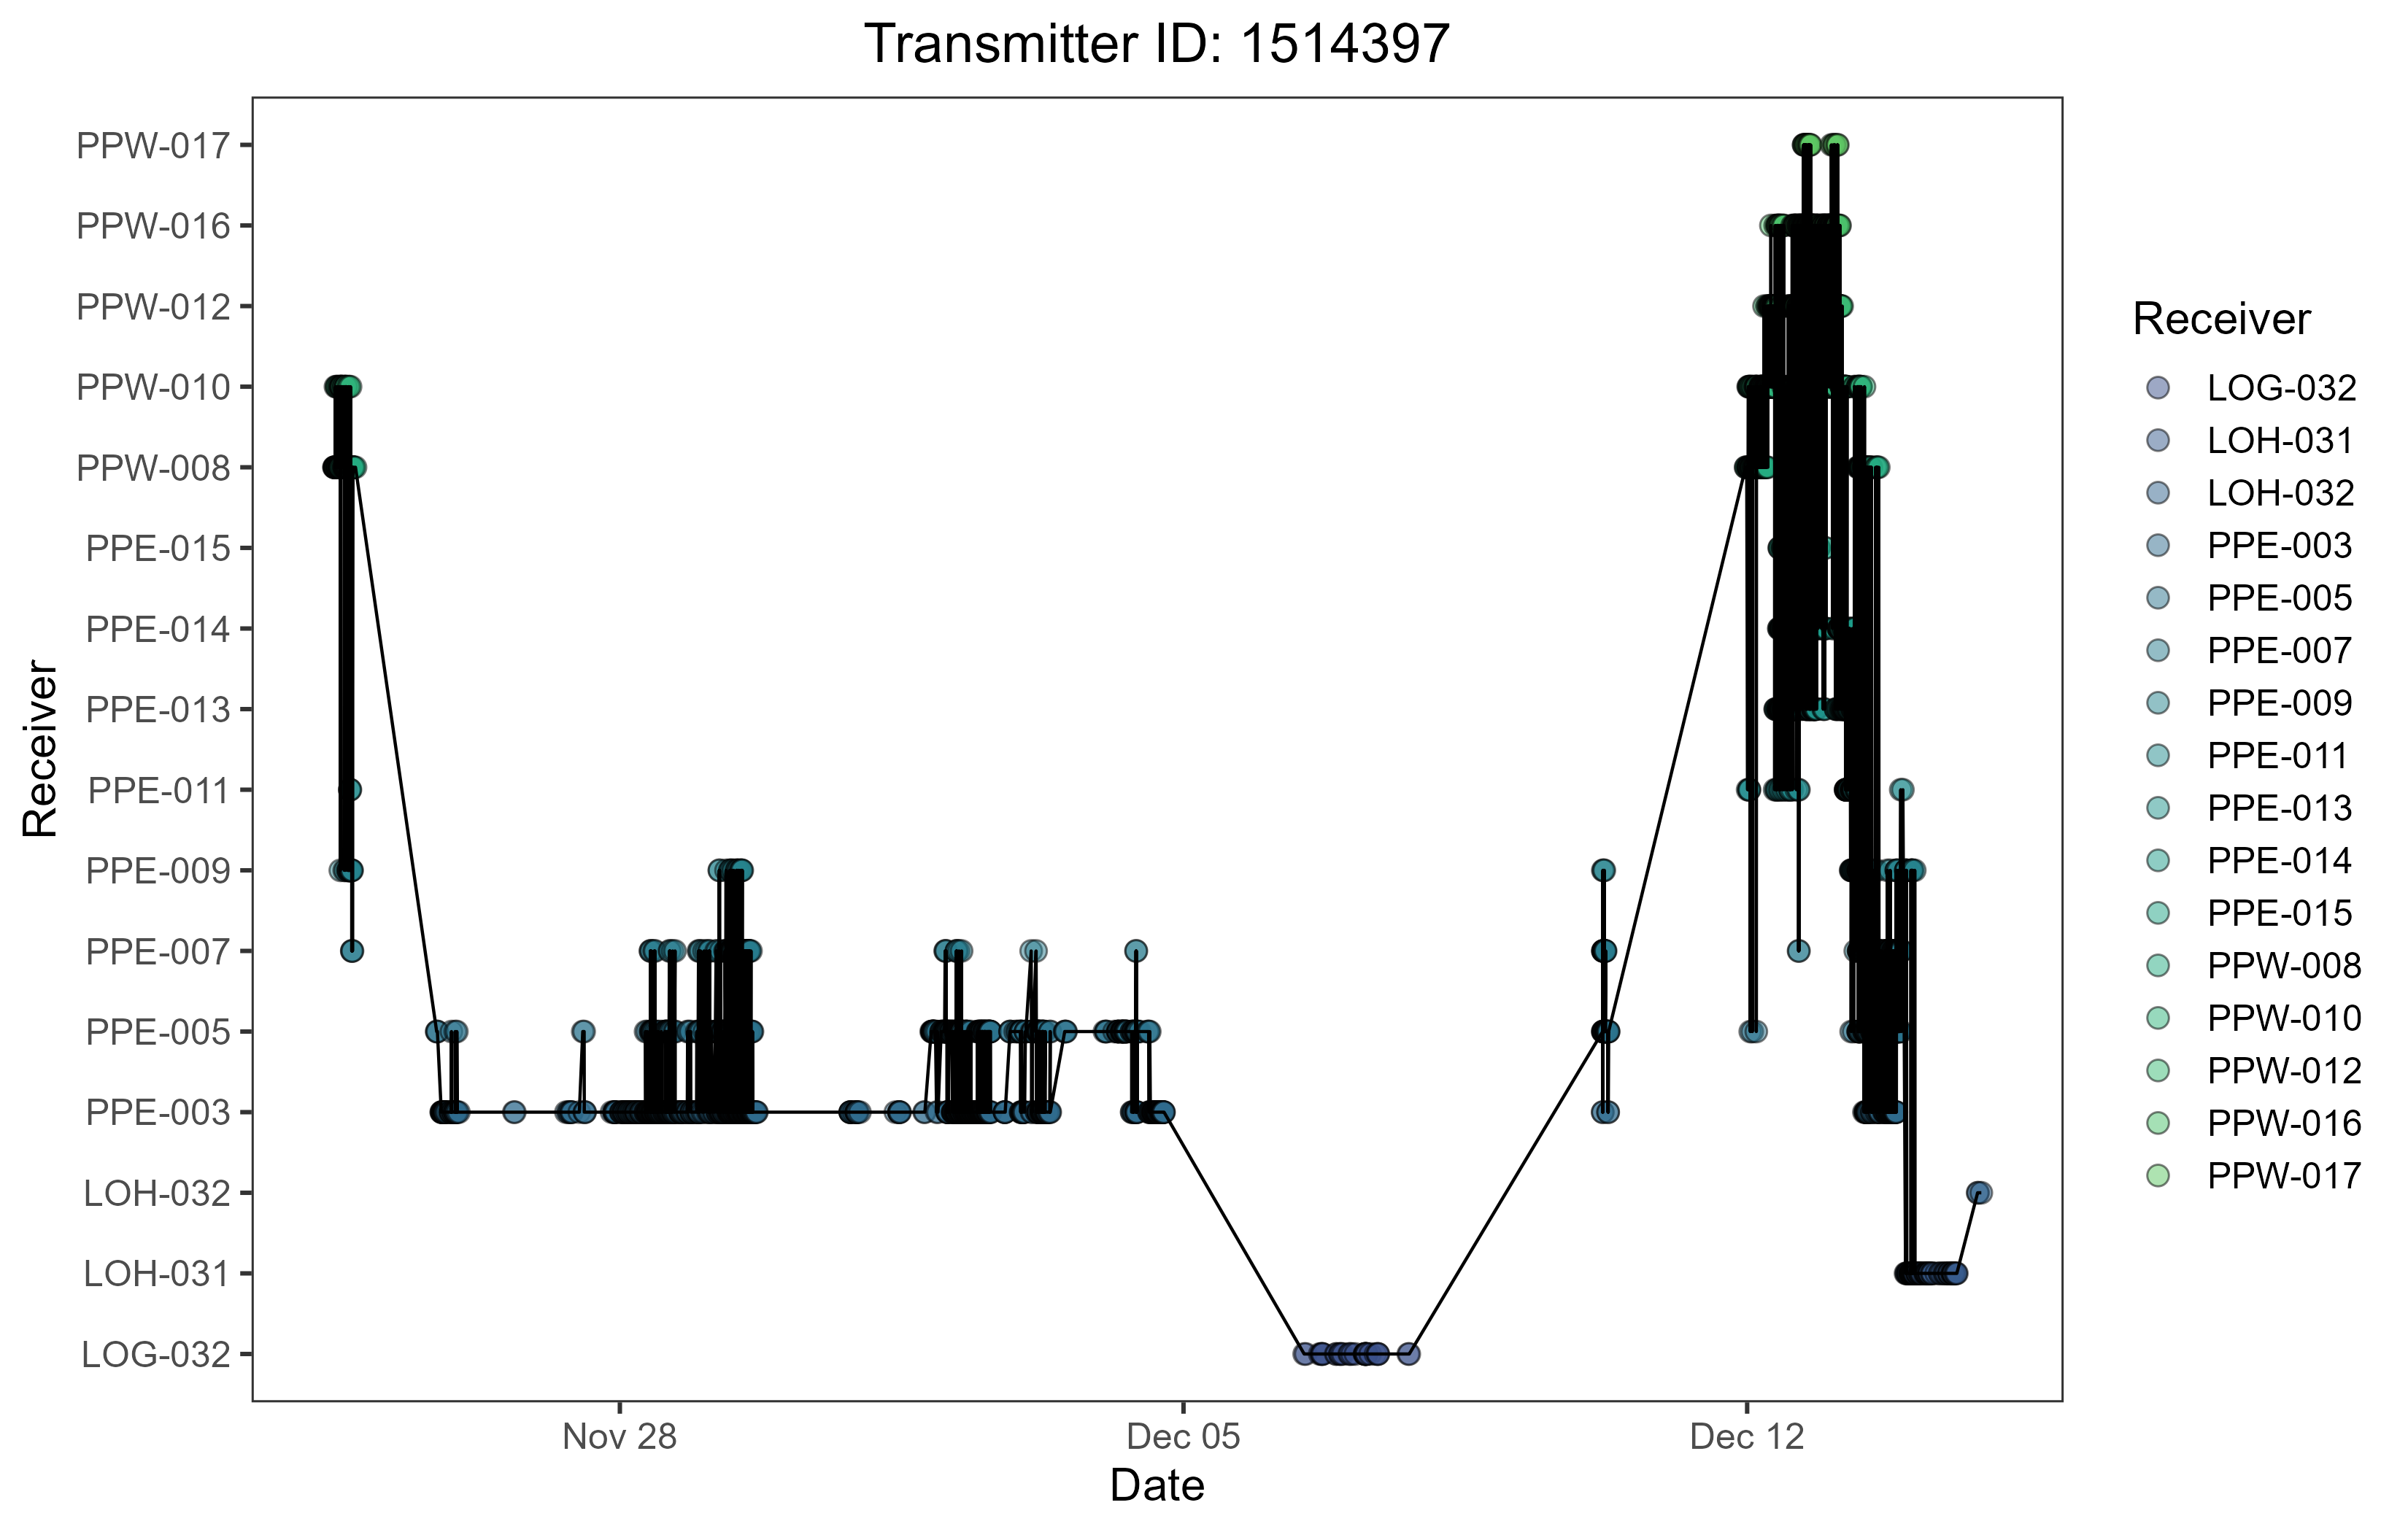 Transmitter ID: 1514397
Receiver
PPW-017
PPW-016
PPW-012
PPW-010
PPW-008
PPE-015
PPE-014
PPE-013
PPE-011
PPE-009
PPE-007
PPE-005
PPE-003
LOH-032
LOH-031
LOG-032
Nov 28
Dec 05
Dec 12
Date
Receiver
LOG-032
LOH-031
LOH-032
PPE-003
PPE-005
PPE-007
PPE-009
PPE-011
PPE-013
PPE-014
PPE-015
PPW-008
PPW-010
PPW-012
PPW-016
PPW-017